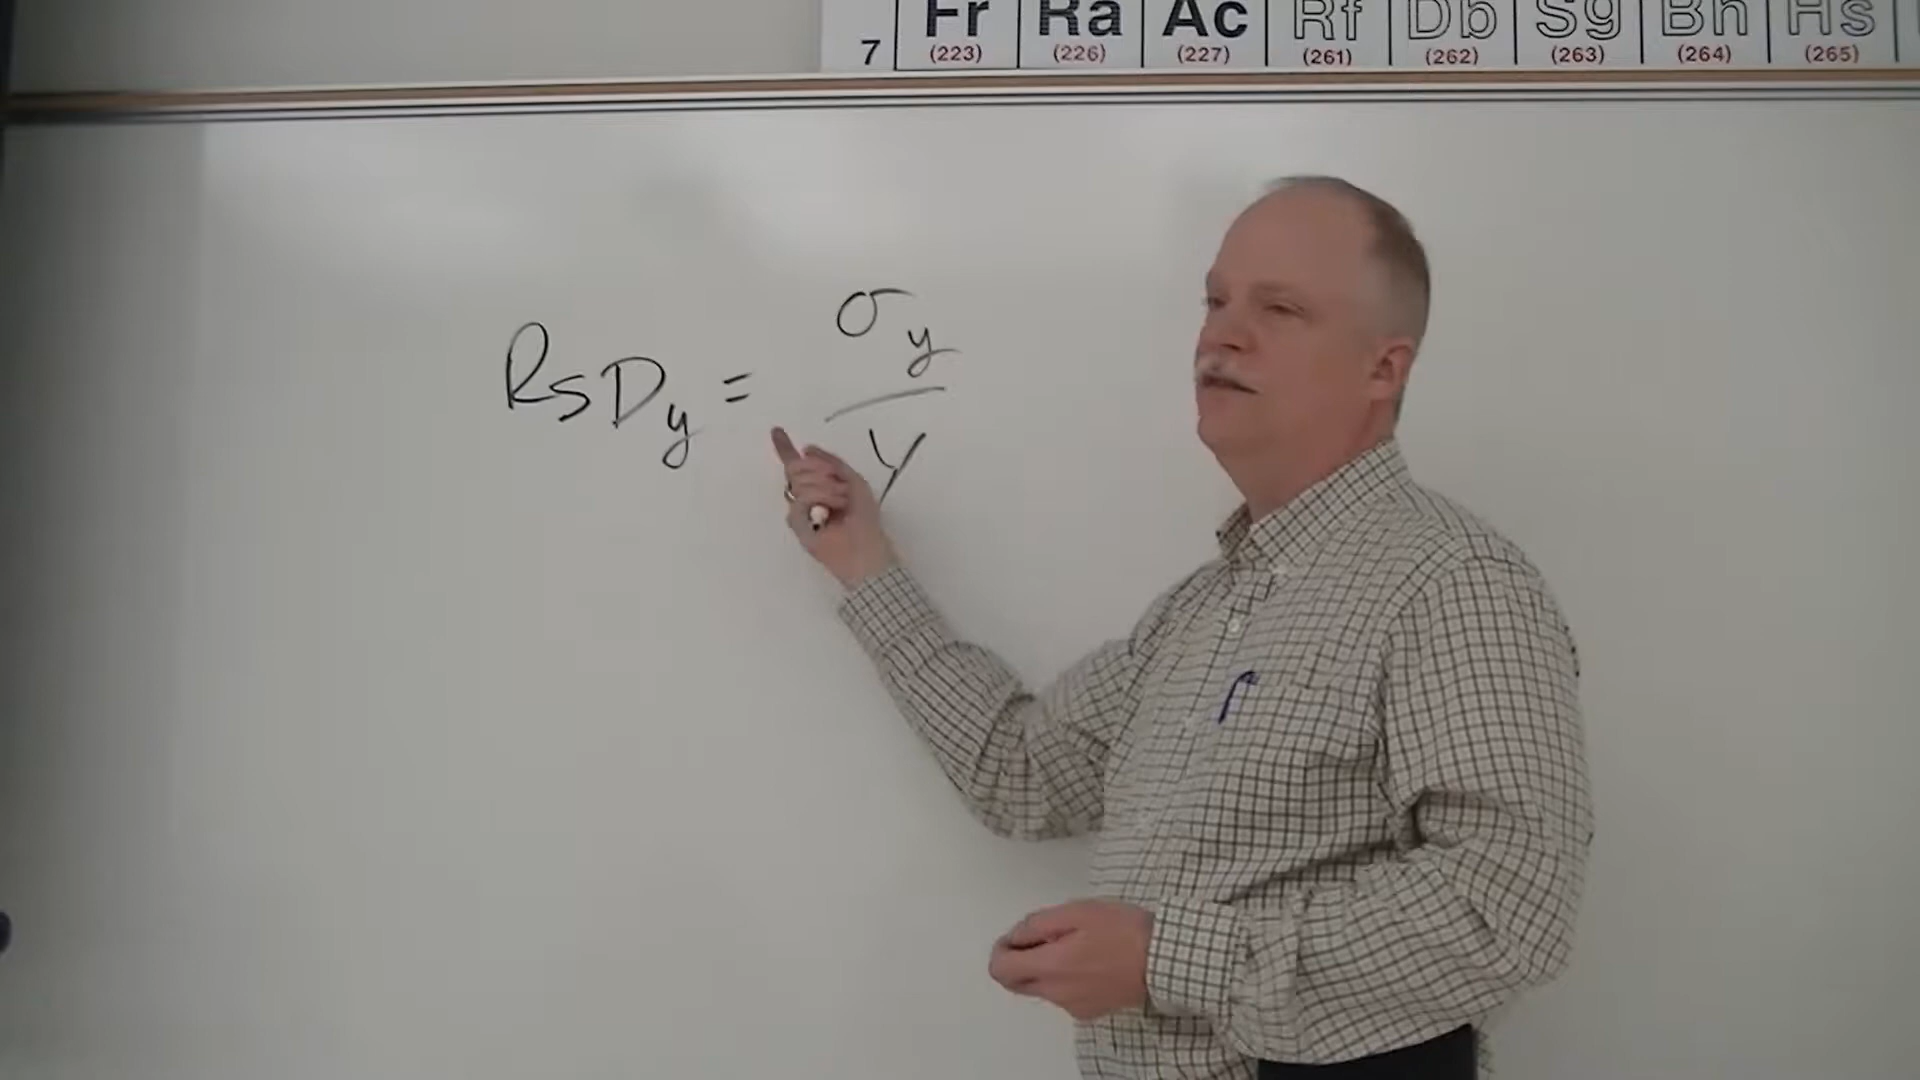 Fr Ra Ac Rf Db Sg Bh Hs
7 (223) (226) (227) (261) (262) (263) (264) (265)
RSDy = σy / y